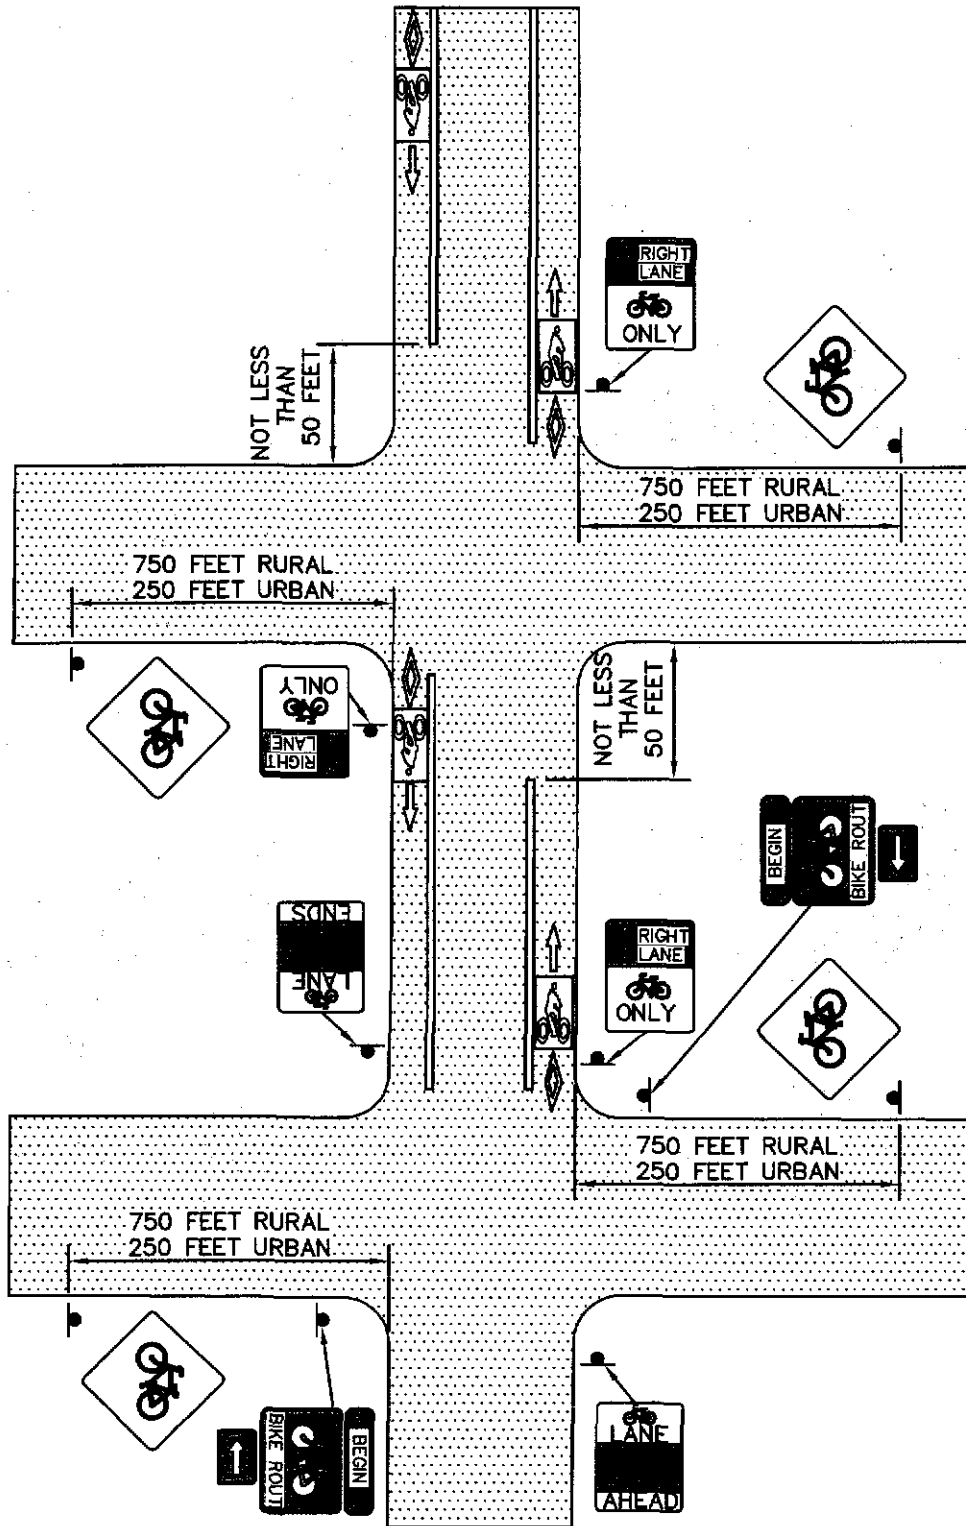 RIGHT
LANE
ONLY
NOT LESS
THAN
50 FEET
750 FEET RURAL
250 FEET URBAN
750 FEET RURAL
250 FEET URBAN
RIGHT
LANE
ONLY
NOT LESS
THAN
50 FEET
BEGIN
BIKE ROUT
LANE
ENDS
RIGHT
LANE
ONLY
750 FEET RURAL
250 FEET URBAN
750 FEET RURAL
250 FEET URBAN
BEGIN
BIKE ROUT
LANE
AHEAD